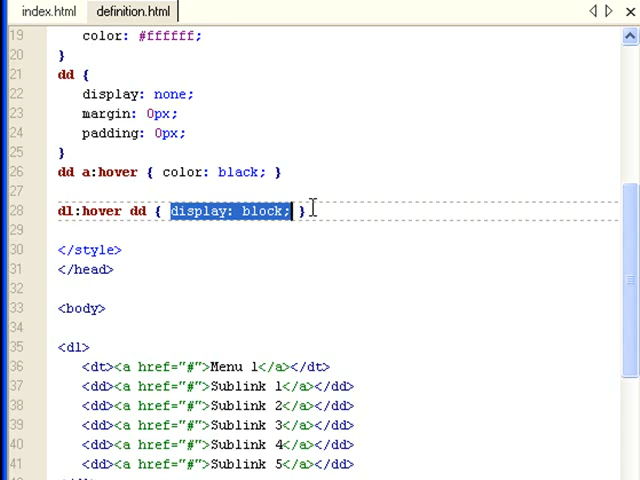 index.html definition.html
19 color: #ffffff;
20 }
21 dd {
22 display: none;
23 margin: 0px;
24 padding: 0px;
25 }
26 dd a:hover { color: black; }
27
28 dl:hover dd { display: block; }
29
30 </style>
31 </head>
32
33 <body>
34
35 <dl>
36 <dt><a href="#">Menu 1</a></dt>
37 <dd><a href="#">Sublink 1</a></dd>
38 <dd><a href="#">Sublink 2</a></dd>
39 <dd><a href="#">Sublink 3</a></dd>
40 <dd><a href="#">Sublink 4</a></dd>
41 <dd><a href="#">Sublink 5</a></dd>